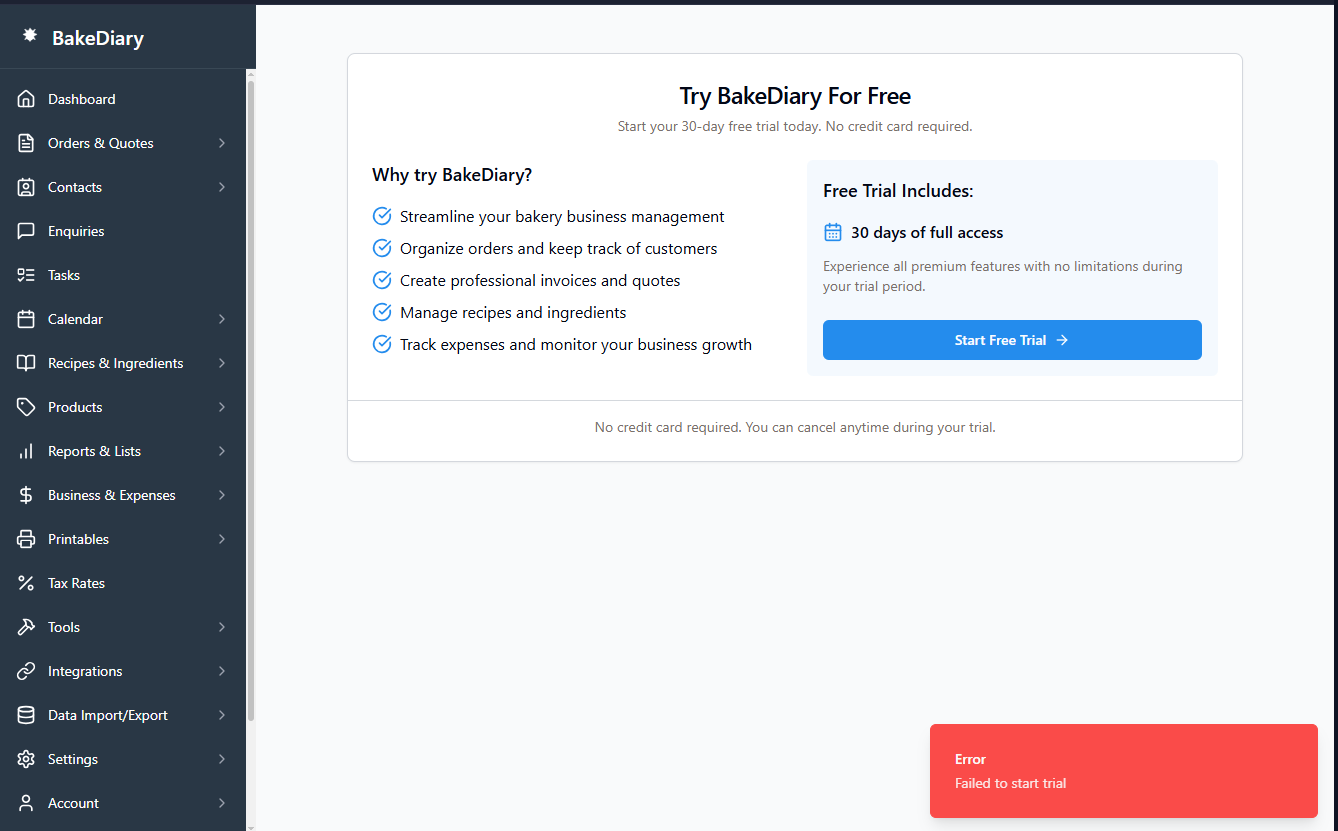 BakeDiary
Dashboard
Orders & Quotes
Contacts
Enquiries
Tasks
Calendar
Recipes & Ingredients
Products
Reports & Lists
Business & Expenses
Printables
Tax Rates
Tools
Integrations
Data Import/Export
Settings
Account
Try BakeDiary For Free
Start your 30-day free trial today. No credit card required.
Why try BakeDiary?
Streamline your bakery business management
Organize orders and keep track of customers
Create professional invoices and quotes
Manage recipes and ingredients
Track expenses and monitor your business growth
Free Trial Includes:
30 days of full access
Experience all premium features with no limitations during
your trial period.
Start Free Trial
No credit card required. You can cancel anytime during your trial.
Error
Failed to start trial